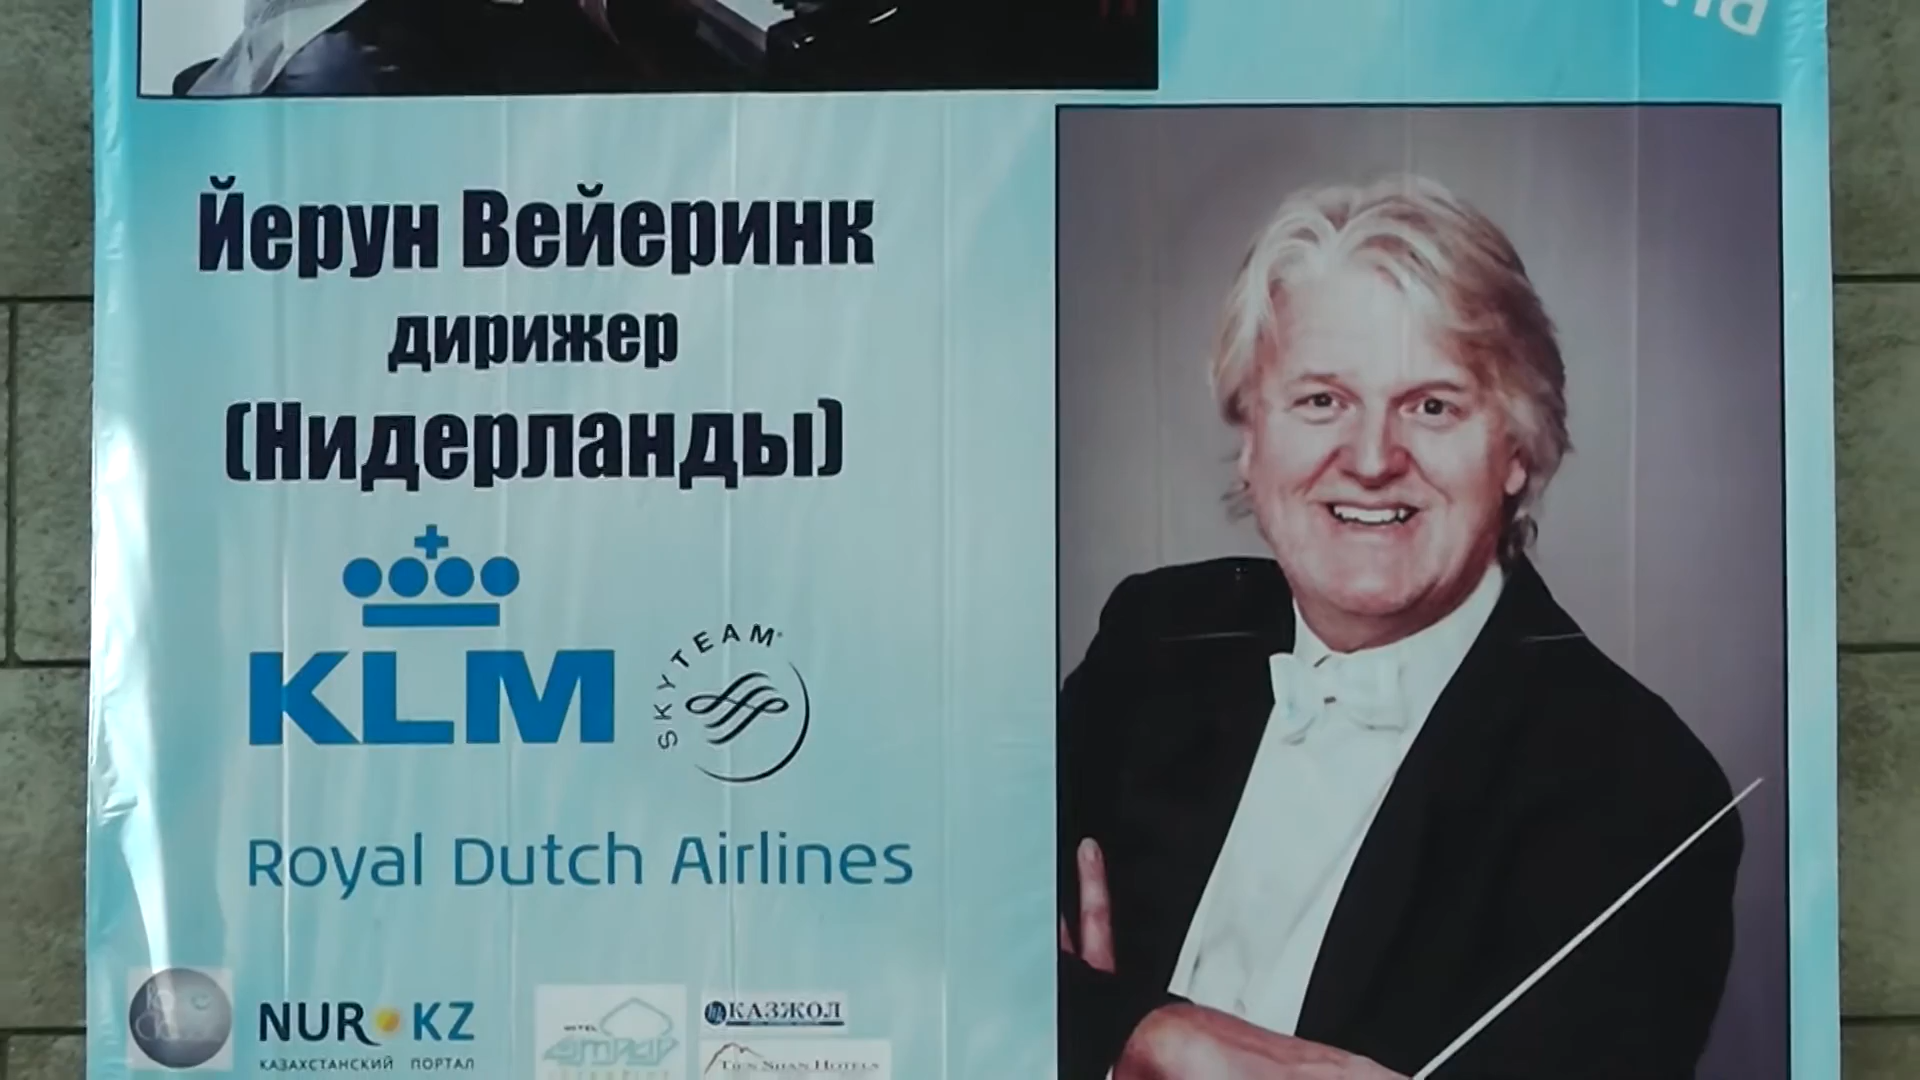 Йерун Вейеринк
дирижер
(Нидерланды)
KLM
SKYTEAM
Royal Dutch Airlines
NUR KZ
КАЗАХСТАНСКИЙ ПОРТАЛ
КАЗЖОЛ
TIEN SHAN HOTELS